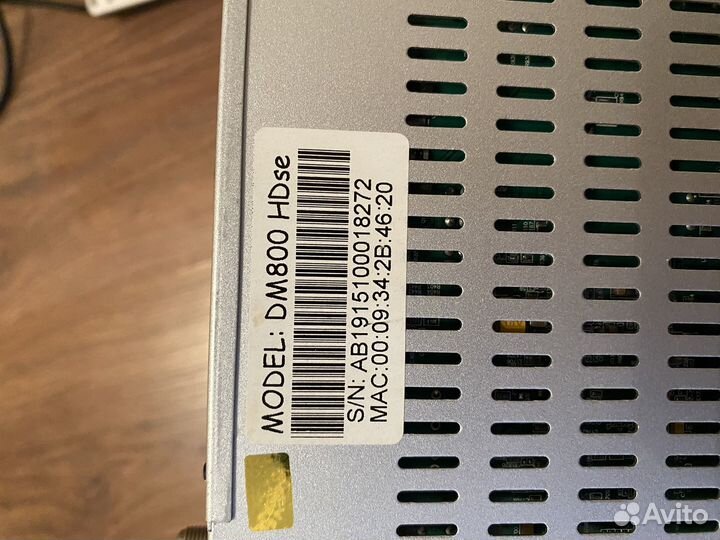 MODEL: DM800 HDse
S/N: AB1915100018272
MAC:00:09:34:2B:46:20
Avito